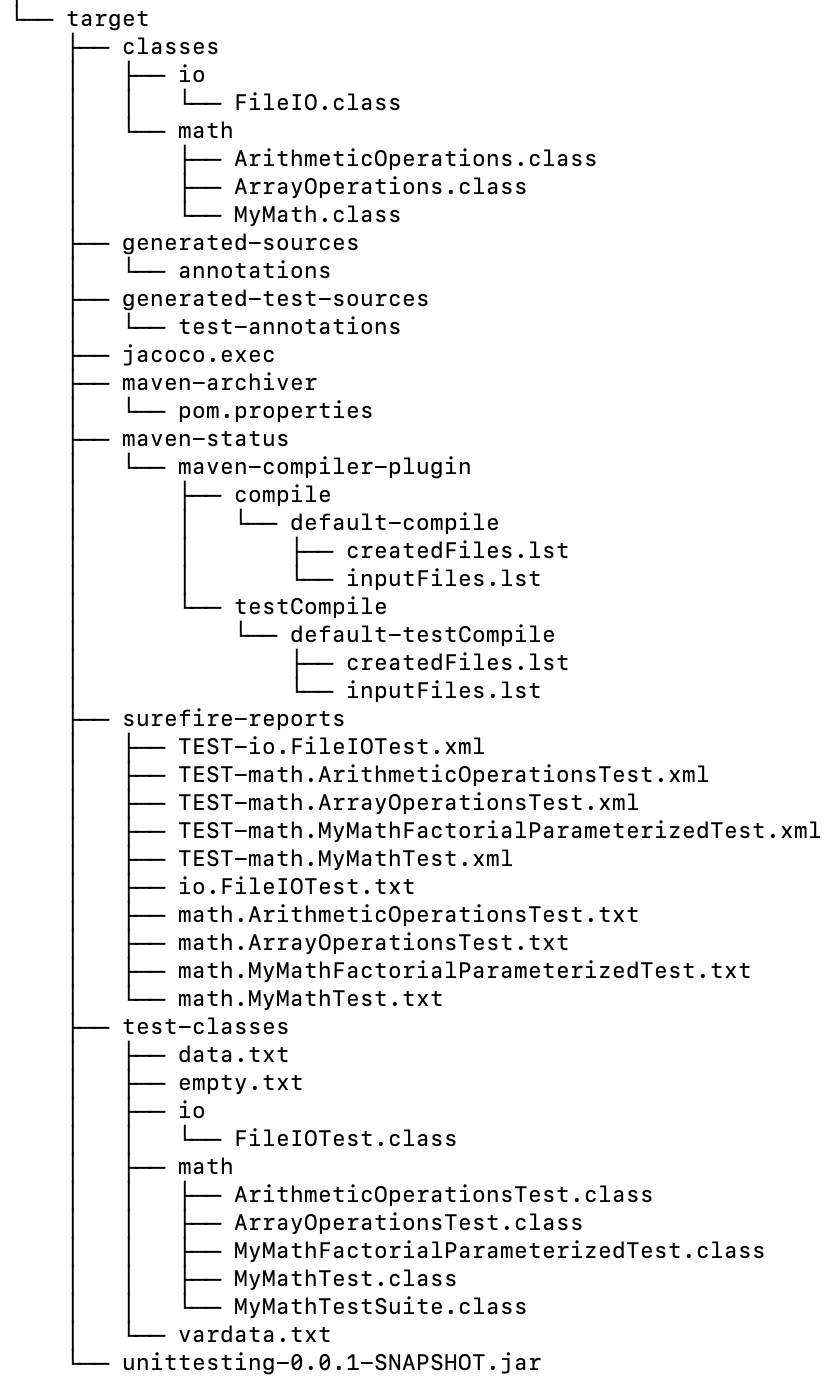 └── target
    ├── classes
    │   ├── io
    │   │   └── FileIO.class
    │   └── math
    │       ├── ArithmeticOperations.class
    │       ├── ArrayOperations.class
    │       └── MyMath.class
    ├── generated-sources
    │   └── annotations
    ├── generated-test-sources
    │   └── test-annotations
    ├── jacoco.exec
    ├── maven-archiver
    │   └── pom.properties
    ├── maven-status
    │   └── maven-compiler-plugin
    │       ├── compile
    │       │   └── default-compile
    │       │       ├── createdFiles.lst
    │       │       └── inputFiles.lst
    │       └── testCompile
    │           └── default-testCompile
    │               ├── createdFiles.lst
    │               └── inputFiles.lst
    ├── surefire-reports
    │   ├── TEST-io.FileIOTest.xml
    │   ├── TEST-math.ArithmeticOperationsTest.xml
    │   ├── TEST-math.ArrayOperationsTest.xml
    │   ├── TEST-math.MyMathFactorialParameterizedTest.xml
    │   ├── TEST-math.MyMathTest.xml
    │   ├── io.FileIOTest.txt
    │   ├── math.ArithmeticOperationsTest.txt
    │   ├── math.ArrayOperationsTest.txt
    │   ├── math.MyMathFactorialParameterizedTest.txt
    │   └── math.MyMathTest.txt
    ├── test-classes
    │   ├── data.txt
    │   ├── empty.txt
    │   ├── io
    │   │   └── FileIOTest.class
    │   ├── math
    │   │   ├── ArithmeticOperationsTest.class
    │   │   ├── ArrayOperationsTest.class
    │   │   ├── MyMathFactorialParameterizedTest.class
    │   │   ├── MyMathTest.class
    │   │   └── MyMathTestSuite.class
    │   └── vardata.txt
    └── unittesting-0.0.1-SNAPSHOT.jar